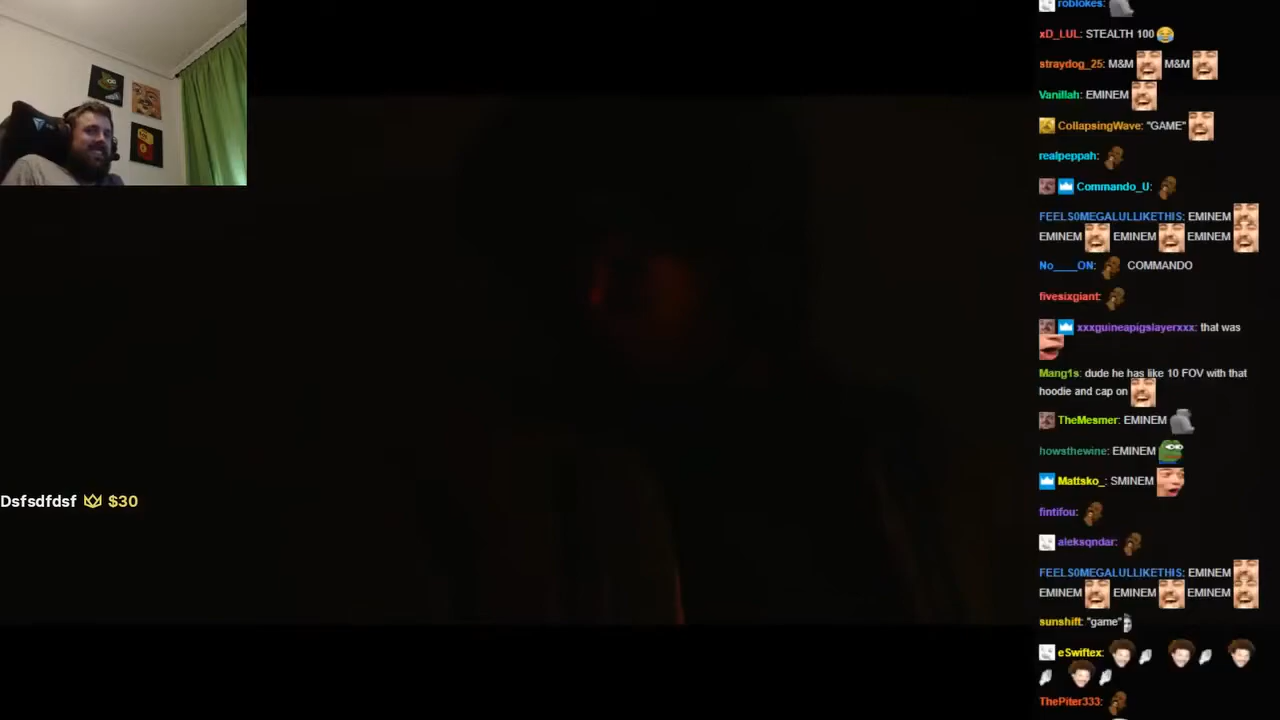 roblokes:
xD_LUL: STEALTH 100
straydog_25: M&M M&M
Vanillah: EMINEM
CollapsingWave: "GAME"
realpeppah:
Commando_U:
FEELS0MEGALULLIKETHIS: EMINEM
EMINEM EMINEM EMINEM
No____ON: COMMANDO
fivesixgiant:
xxxguineapigslayerxxx: that was
Mang1s: dude he has like 10 FOV with that
hoodie and cap on
TheMesmer: EMINEM
howsthewine: EMINEM
Dsfsdfdsf $30
Mattsko_: SMINEM
fintifou:
aleksqndar:
FEELS0MEGALULLIKETHIS: EMINEM
EMINEM EMINEM EMINEM
sunshift: "game"
eSwiftex:
ThePiter333: